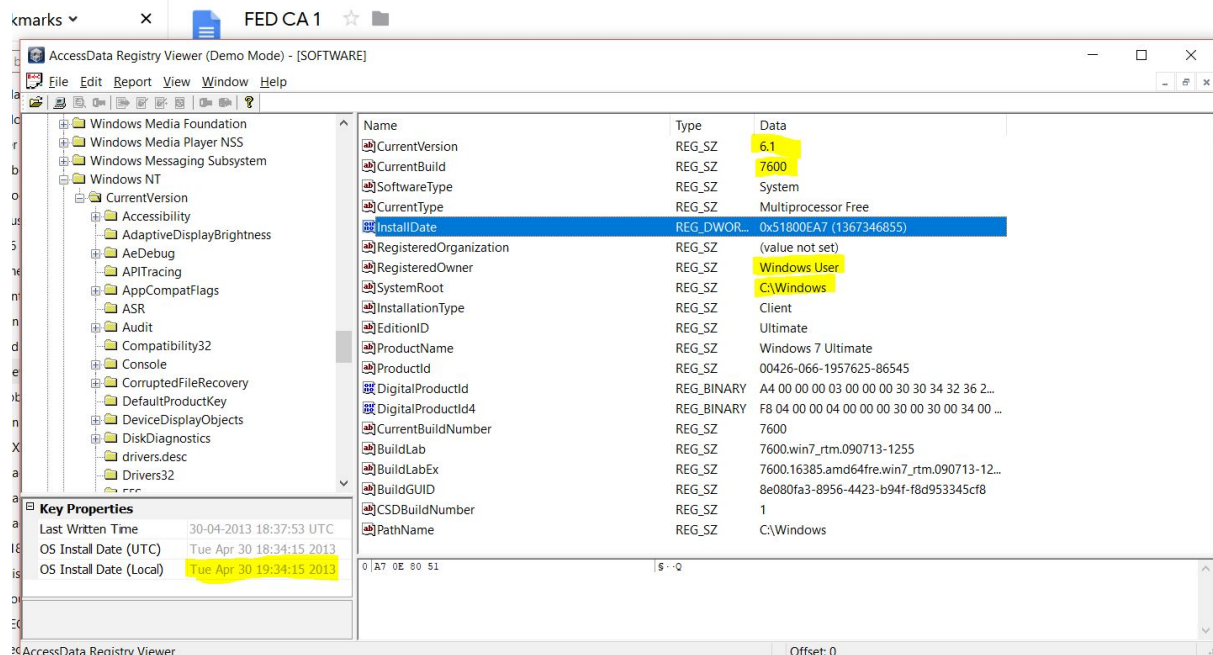 kmarks
FED CA 1
AccessData Registry Viewer (Demo Mode) - [SOFTWARE]
File Edit Report View Window Help
Windows Media Foundation
Windows Media Player NSS
Windows Messaging Subsystem
Windows NT
CurrentVersion
Accessibility
AdaptiveDisplayBrightness
AeDebug
APITracing
AppCompatFlags
ASR
Audit
Compatibility32
Console
CorruptedFileRecovery
DefaultProductKey
DeviceDisplayObjects
DiskDiagnostics
drivers.desc
Drivers32
Name Type Data
CurrentVersion REG_SZ 6.1
CurrentBuild REG_SZ 7600
SoftwareType REG_SZ System
CurrentType REG_SZ Multiprocessor Free
InstallDate REG_DWOR... 0x51800EA7 (1367346855)
RegisteredOrganization REG_SZ (value not set)
RegisteredOwner REG_SZ Windows User
SystemRoot REG_SZ C:\Windows
InstallationType REG_SZ Client
EditionID REG_SZ Ultimate
ProductName REG_SZ Windows 7 Ultimate
ProductId REG_SZ 00426-066-1957625-86545
DigitalProductId REG_BINARY A4 00 00 00 03 00 00 00 30 30 34 32 36 2...
DigitalProductId4 REG_BINARY F8 04 00 00 04 00 00 00 30 00 30 00 34 00 ...
CurrentBuildNumber REG_SZ 7600
BuildLab REG_SZ 7600.win7_rtm.090713-1255
BuildLabEx REG_SZ 7600.16385.amd64fre.win7_rtm.090713-12...
BuildGUID REG_SZ 8e080fa3-8956-4423-b94f-f8d953345cf8
CSDBuildNumber REG_SZ 1
PathName REG_SZ C:\Windows
Key Properties
Last Written Time 30-04-2013 18:37:53 UTC
OS Install Date (UTC) Tue Apr 30 18:34:15 2013
OS Install Date (Local) Tue Apr 30 19:34:15 2013
0 A7 0E 80 51 §··Q
AccessData Registry Viewer Offset: 0